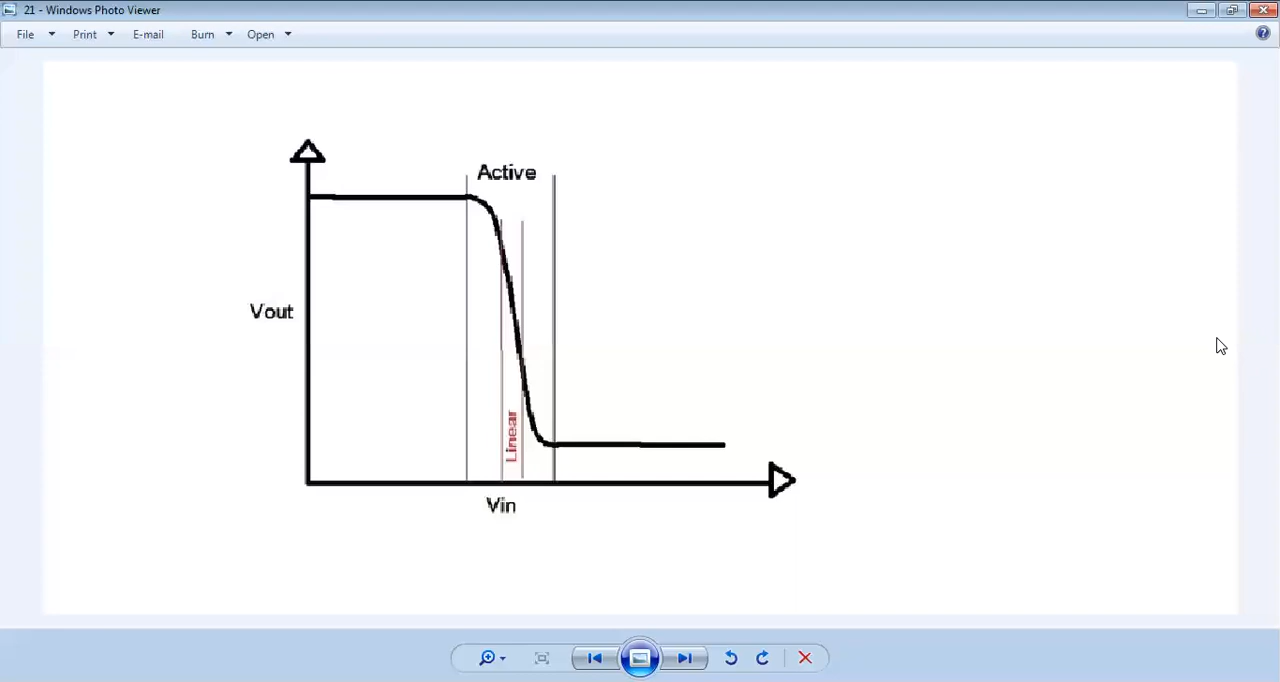 21 - Windows Photo Viewer
File Print E-mail Burn Open
Active
Vout
Linear
Vin